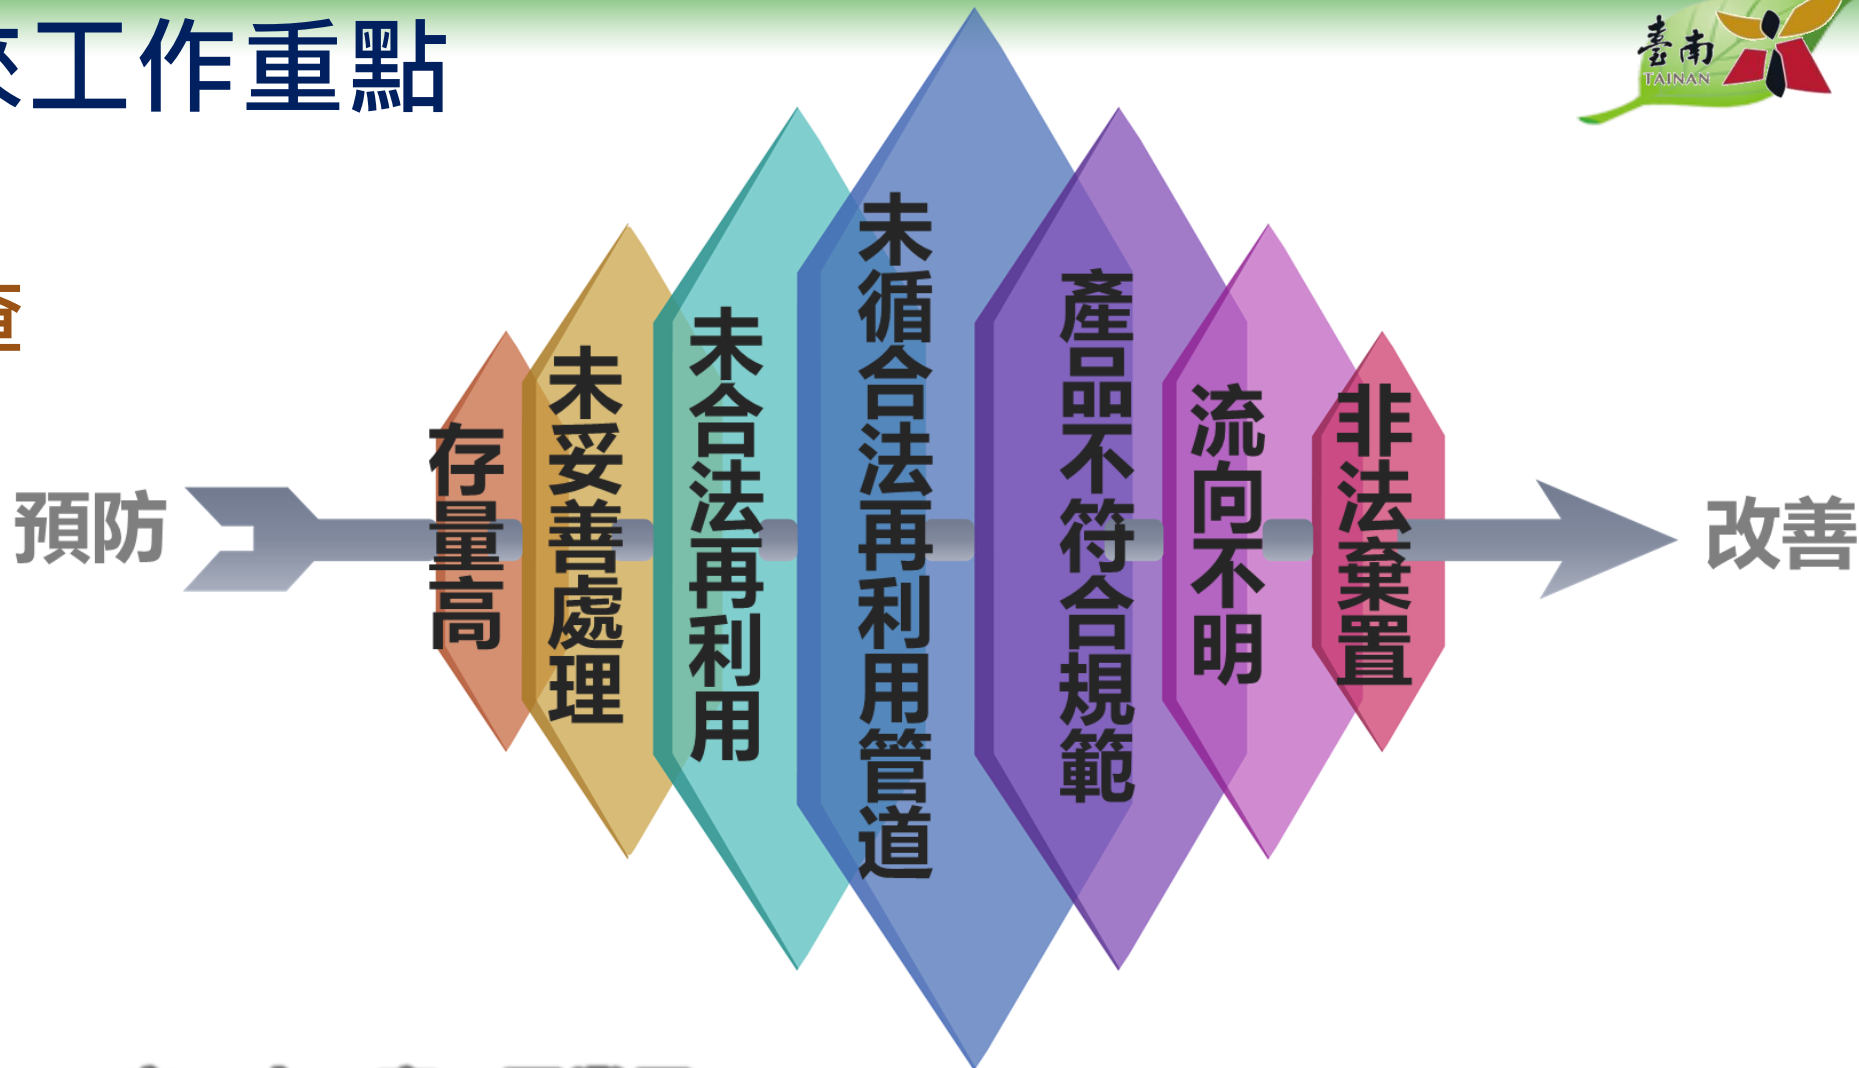 工作重點
臺南
TAINAN
預防
存量高
未妥善處理
未合法再利用
未循合法再利用管道
產品不符合規範
流向不明
非法棄置
改善